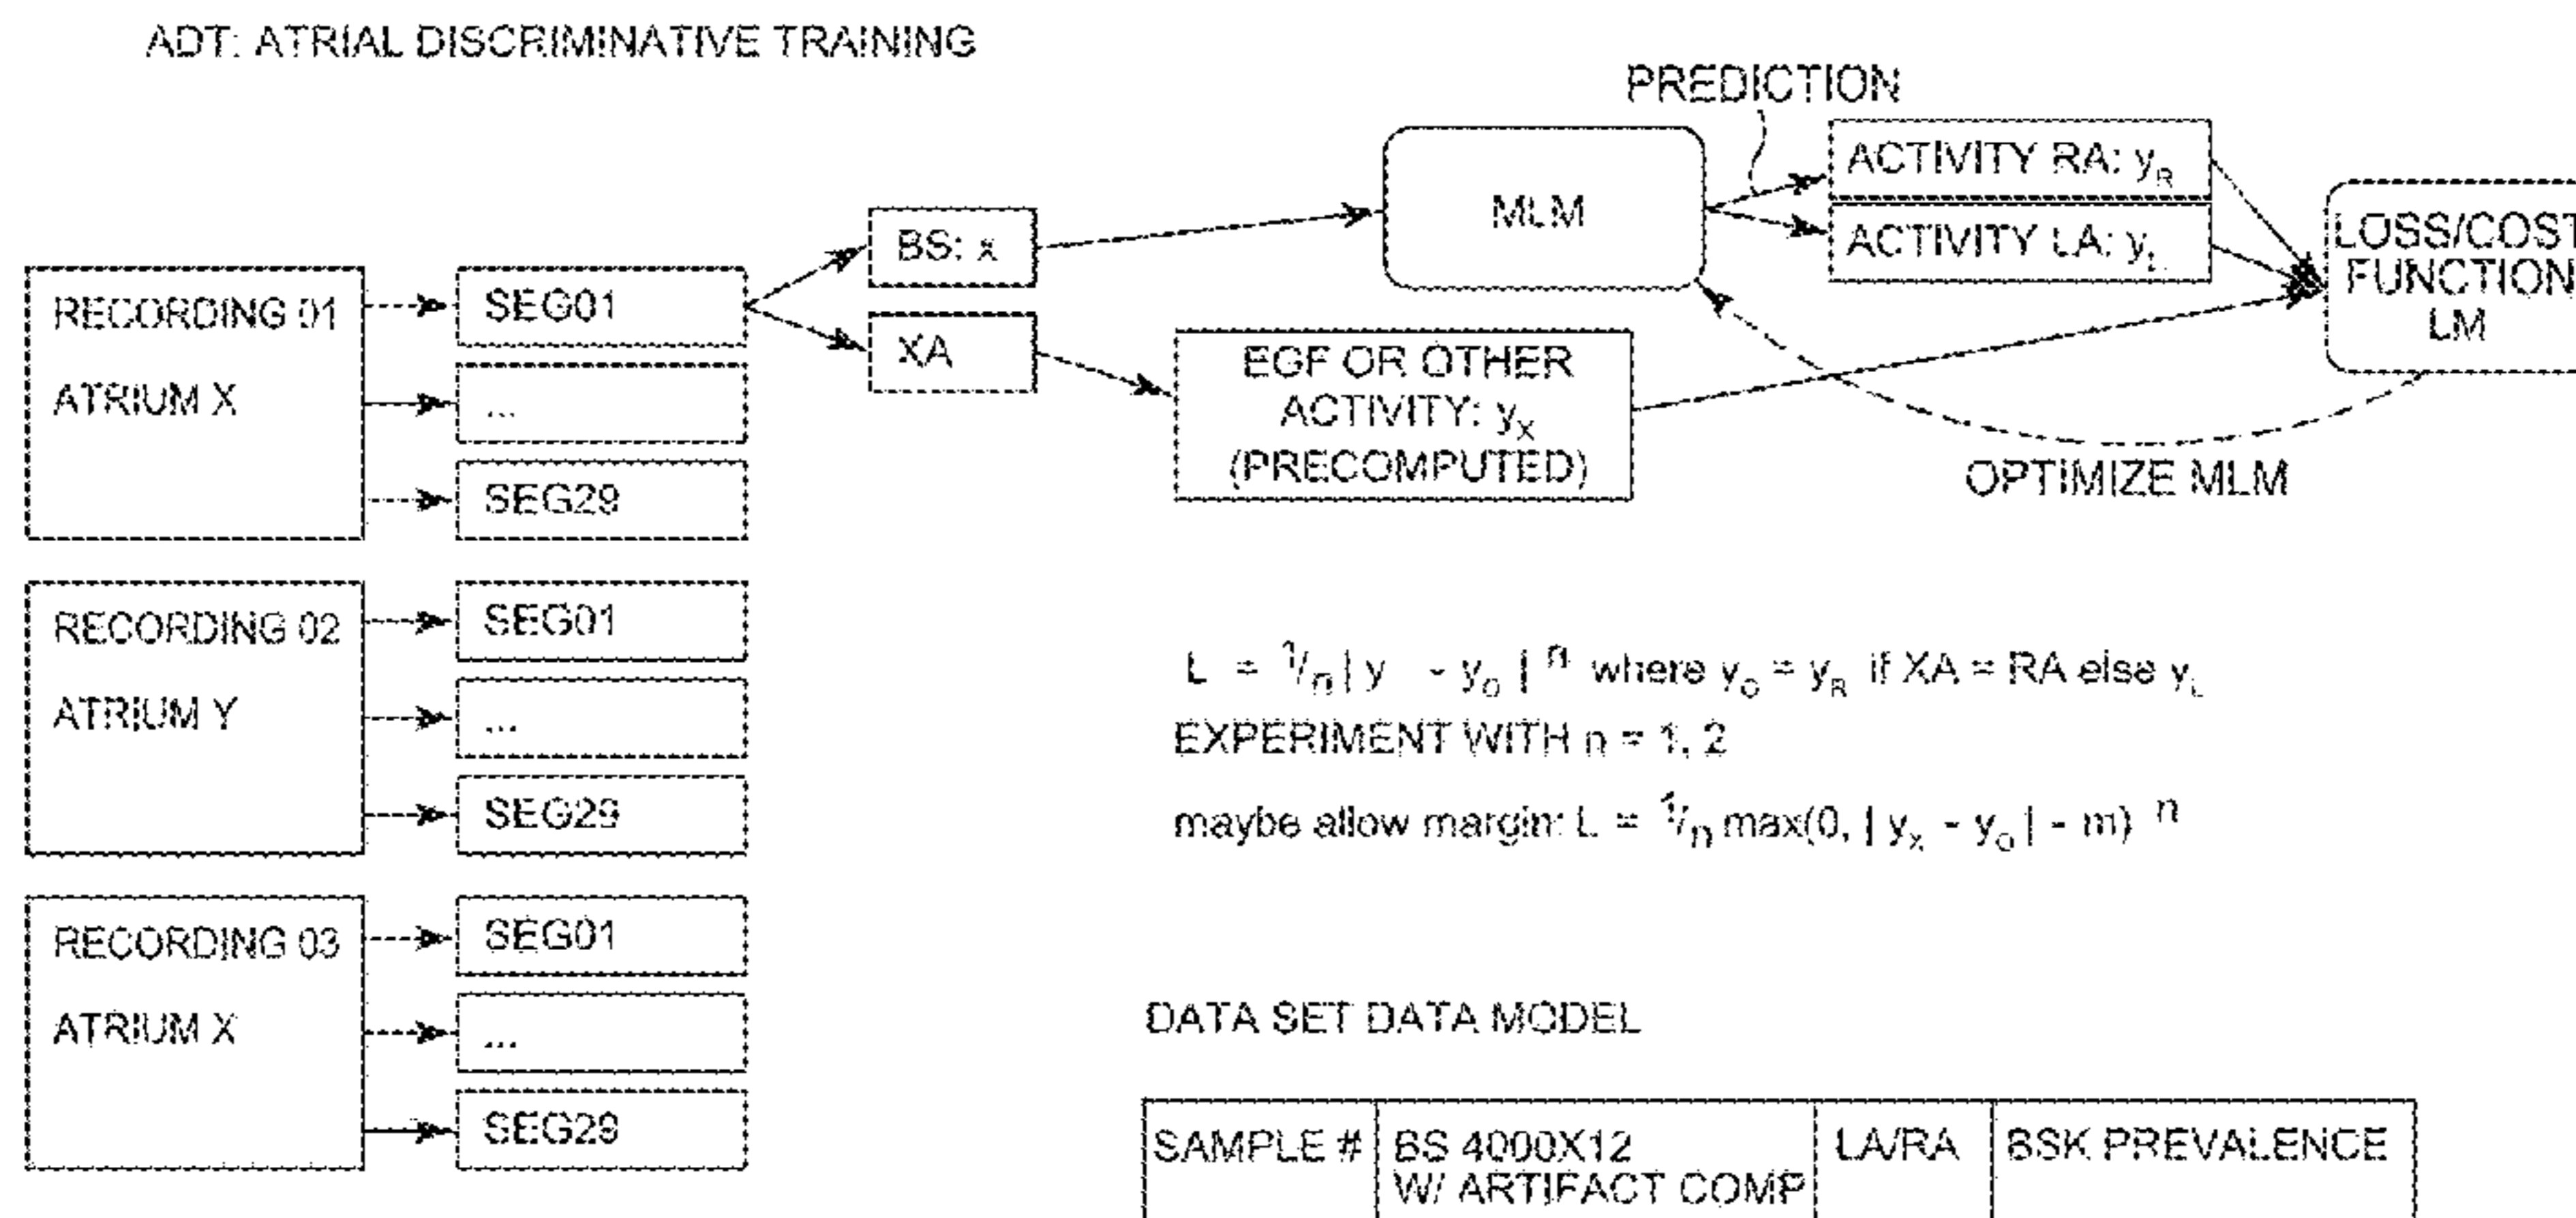 ADT: ATRIAL DISCRIMINATIVE TRAINING
PREDICTION
RECORDING 01
ATRIUM X
SEG01
...
SEG29
BS: x
XA
MLM
EGF OR OTHER
ACTIVITY: yX
(PRECOMPUTED)
ACTIVITY RA: yR
ACTIVITY LA: yL
LOSS/COST
FUNCTION
LM
OPTIMIZE MLM
RECORDING 02
ATRIUM Y
SEG01
...
SEG29
RECORDING 03
ATRIUM X
SEG01
...
SEG29
L = 1/n | y - yo | n where yo = yR if XA = RA else yL
EXPERIMENT WITH n = 1, 2
maybe allow margin: L = 1/n max(0, | yx - yo | - m) n
DATA SET DATA MODEL
SAMPLE #
BS 4000X12
W/ ARTIFACT COMP
LA/RA
BSK PREVALENCE